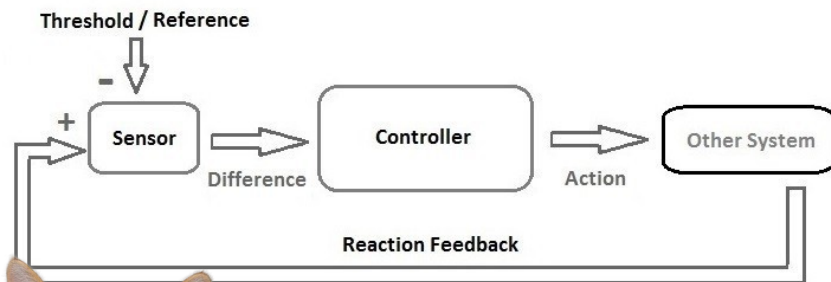 Threshold / Reference
-
+
Sensor
Difference
Controller
Action
Other System
Reaction Feedback